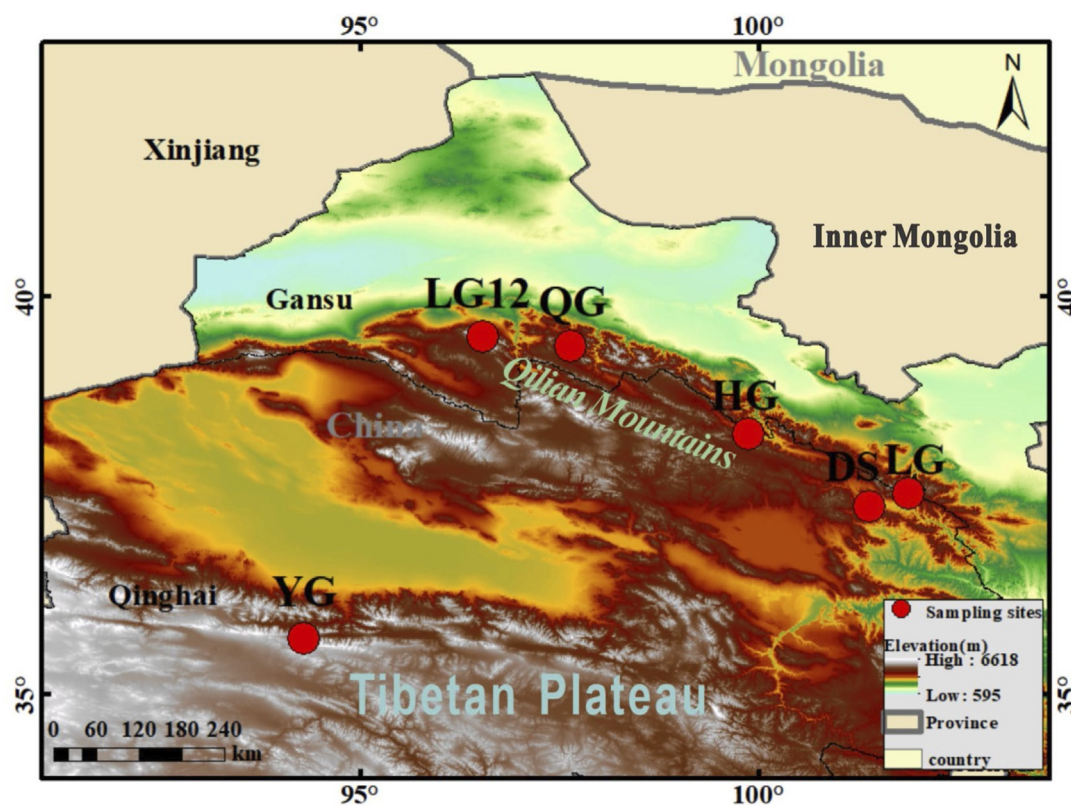 95° 100°
Mongolia
N
Xinjiang
Inner Mongolia
40° 40°
Gansu LG12 QG
Qilian Mountains
HG
China
DS LG
Qinghai YG
Sampling sites
Elevation(m)
High : 6618
Low : 595
35° 35°
Tibetan Plateau
Province
0 60 120 180 240
km
country
95° 100°